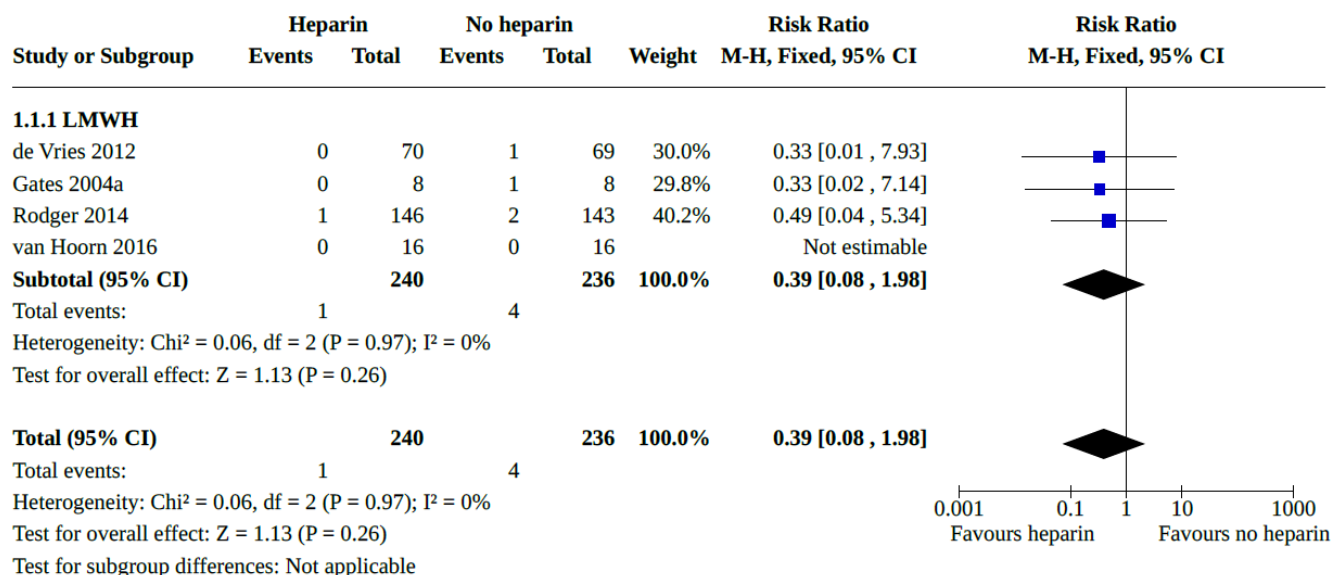 Heparin No heparin Risk Ratio Risk Ratio
Study or Subgroup Events Total Events Total Weight M-H, Fixed, 95% CI M-H, Fixed, 95% CI
1.1.1 LMWH
de Vries 2012 0 70 1 69 30.0% 0.33 [0.01 , 7.93]
Gates 2004a 0 8 1 8 29.8% 0.33 [0.02 , 7.14]
Rodger 2014 1 146 2 143 40.2% 0.49 [0.04 , 5.34]
van Hoorn 2016 0 16 0 16 Not estimable
Subtotal (95% CI) 240 236 100.0% 0.39 [0.08 , 1.98]
Total events: 1 4
Heterogeneity: Chi² = 0.06, df = 2 (P = 0.97); I² = 0%
Test for overall effect: Z = 1.13 (P = 0.26)
Total (95% CI) 240 236 100.0% 0.39 [0.08 , 1.98]
Total events: 1 4
Heterogeneity: Chi² = 0.06, df = 2 (P = 0.97); I² = 0%
0.001 0.1 1 10 1000
Test for overall effect: Z = 1.13 (P = 0.26) Favours heparin Favours no heparin
Test for subgroup differences: Not applicable